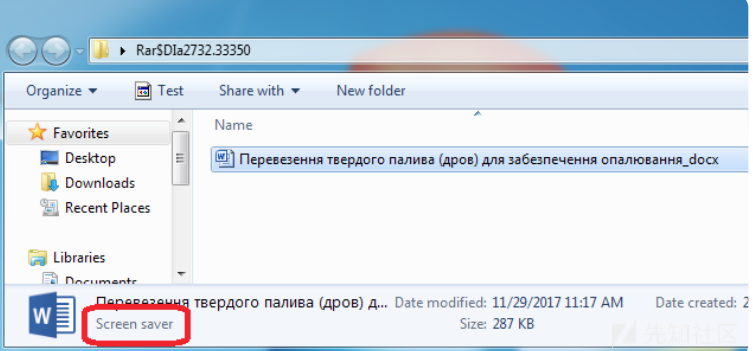 Rar$DIa2732.33350
Organize Test Share with New folder
Favorites
Desktop
Downloads
Recent Places
Libraries
Documents
Name
Перевезення твердого палива (дров) для забезпечення опалювання_docx
Перевезення твердого палива (дров) д... Date modified: 11/29/2017 11:17 AM Date created: 2
Screen saver Size: 287 KB
先知社区